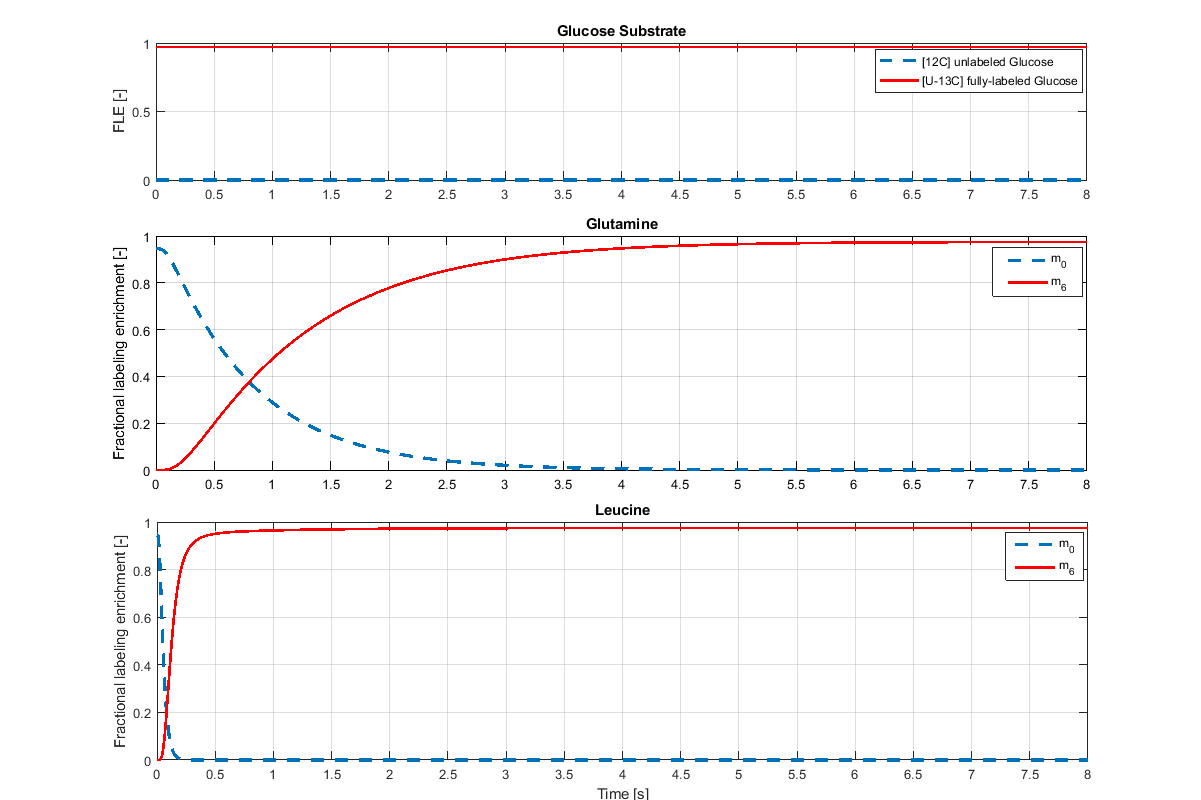 Glucose Substrate
FLE [-]
1
0.5
0
[12C] unlabeled Glucose
[U-13C] fully-labeled Glucose
0 0.5 1 1.5 2 2.5 3 3.5 4 4.5 5 5.5 6 6.5 7 7.5 8
Glutamine
Fractional labeling enrichment [-]
1
0.8
0.6
0.4
0.2
0
m0
m6
0 0.5 1 1.5 2 2.5 3 3.5 4 4.5 5 5.5 6 6.5 7 7.5 8
Leucine
Fractional labeling enrichment [-]
1
0.8
0.6
0.4
0.2
0
m0
m6
0 0.5 1 1.5 2 2.5 3 3.5 4 4.5 5 5.5 6 6.5 7 7.5 8
Time [s]